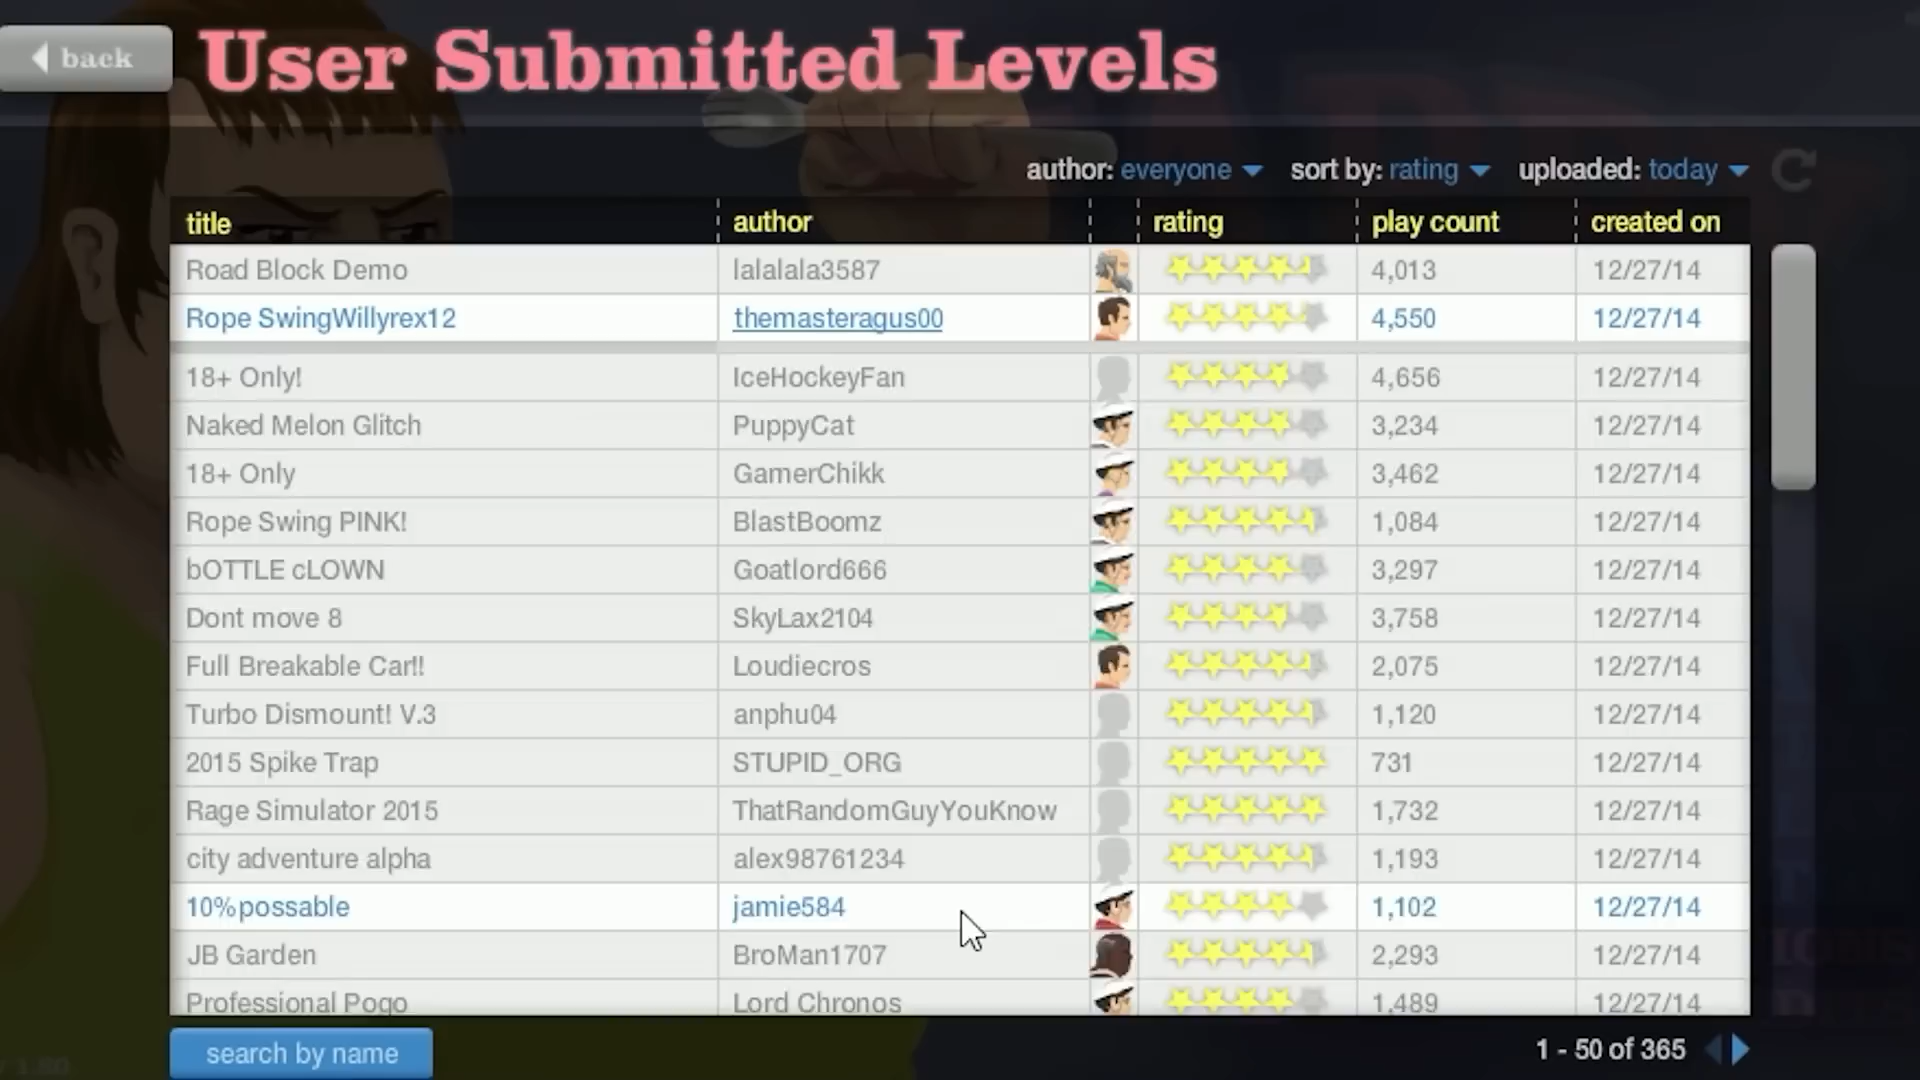 back
User Submitted Levels
author: everyone sort by: rating uploaded: today
title author rating play count created on
Road Block Demo lalalala3587 4,013 12/27/14
Rope SwingWillyrex12 themasteragus00 4,550 12/27/14
18+ Only! IceHockeyFan 4,656 12/27/14
Naked Melon Glitch PuppyCat 3,234 12/27/14
18+ Only GamerChikk 3,462 12/27/14
Rope Swing PINK! BlastBoomz 1,084 12/27/14
bOTTLE cLOWN Goatlord666 3,297 12/27/14
Dont move 8 SkyLax2104 3,758 12/27/14
Full Breakable Car!! Loudiecros 2,075 12/27/14
Turbo Dismount! V.3 anphu04 1,120 12/27/14
2015 Spike Trap STUPID_ORG 731 12/27/14
Rage Simulator 2015 ThatRandomGuyYouKnow 1,732 12/27/14
city adventure alpha alex98761234 1,193 12/27/14
10%possable jamie584 1,102 12/27/14
JB Garden BroMan1707 2,293 12/27/14
Professional Pogo Lord Chronos 1,489 12/27/14
search by name 1 - 50 of 365